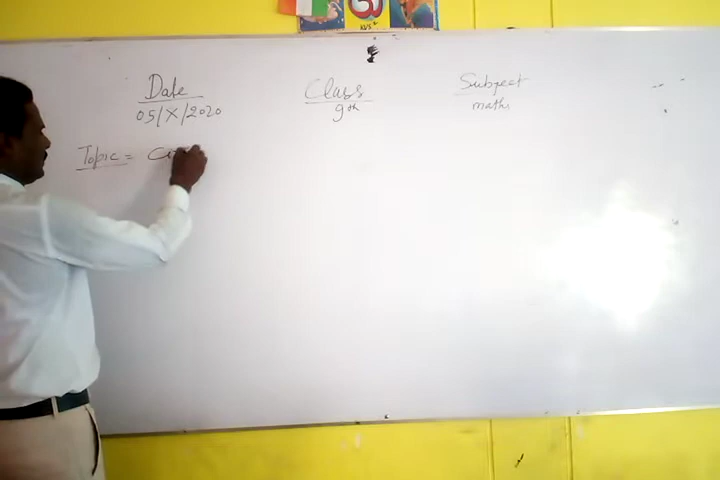 Date Class Subject
05/X/2020 9th maths
Topic =